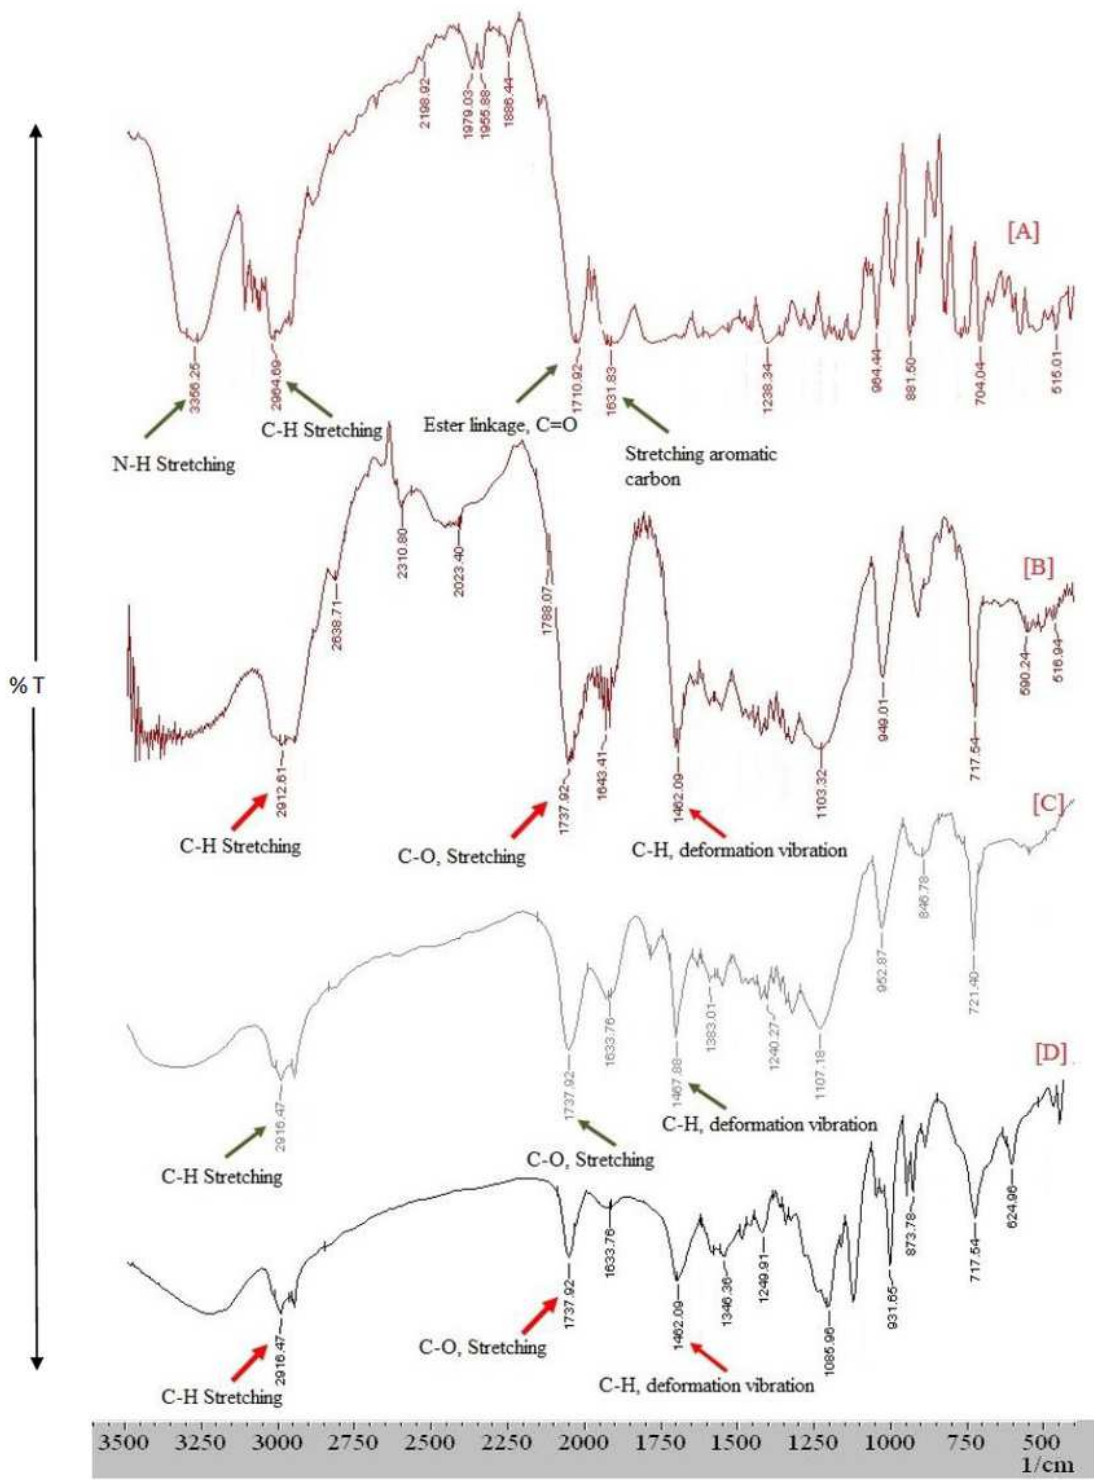 2198.92
1979.03
1955.88
1886.44
[A]
3356.25
2964.69
1710.92
1631.83
1238.34
964.44
881.50
704.04
515.01
N-H Stretching
C-H Stretching
Ester linkage, C=O
Stretching aromatic
carbon
[B]
2638.71
2310.80
2023.40
1788.07
590.24
516.94
% T
2912.61
1737.92
1643.41
1462.09
1103.32
949.01
717.54
C-H Stretching
C-O, Stretching
C-H, deformation vibration
[C]
846.78
952.87
721.40
1633.76
1383.01
1240.27
2916.47
1737.92
1467.88
1107.18
C-H Stretching
C-O, Stretching
C-H, deformation vibration
[D]
1633.76
873.78
624.96
1737.92
1462.09
1346.36
1249.91
931.65
717.54
2916.47
1085.96
C-H Stretching
C-O, Stretching
C-H, deformation vibration
3500 3250 3000 2750 2500 2250 2000 1750 1500 1250 1000 750 500
1/cm